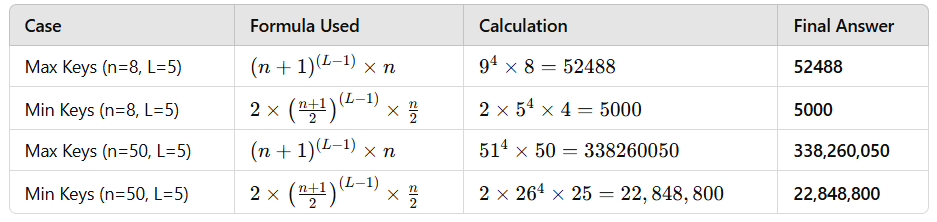 Case Formula Used Calculation Final Answer
Max Keys (n=8, L=5) (n + 1)^(L−1) × n 9^4 × 8 = 52488 52488
Min Keys (n=8, L=5) 2 × ((n+1)/2)^(L−1) × n/2 2 × 5^4 × 4 = 5000 5000
Max Keys (n=50, L=5) (n + 1)^(L−1) × n 51^4 × 50 = 338260050 338,260,050
Min Keys (n=50, L=5) 2 × ((n+1)/2)^(L−1) × n/2 2 × 26^4 × 25 = 22,848,800 22,848,800